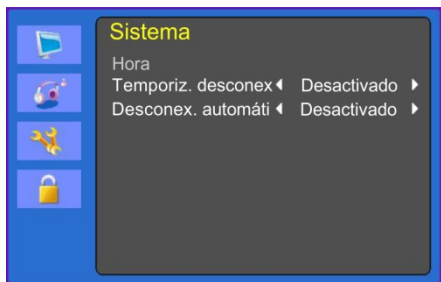 Sistema
Hora
Temporiz. desconex Desactivado
Desconex. automáti Desactivado